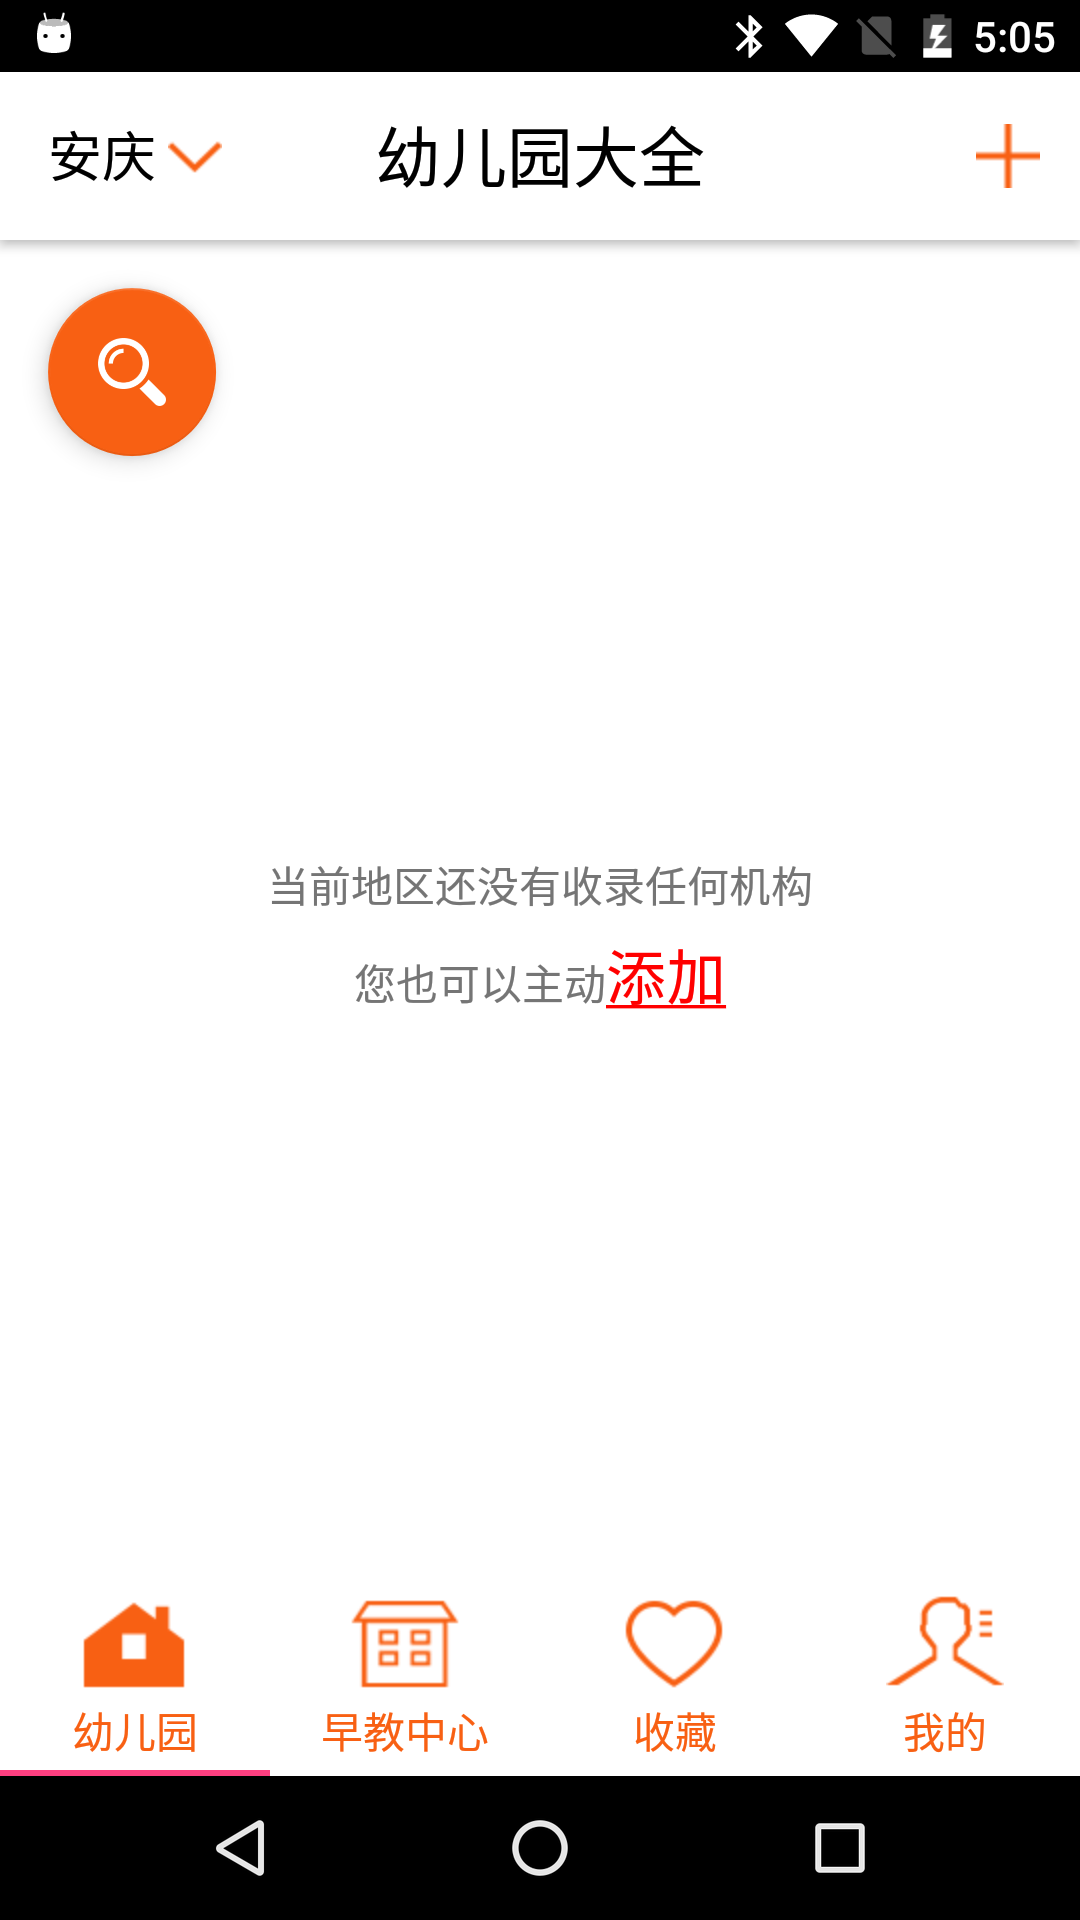 5:05
安庆
幼儿园大全
当前地区还没有收录任何机构
您也可以主动添加
幼儿园
早教中心
收藏
我的